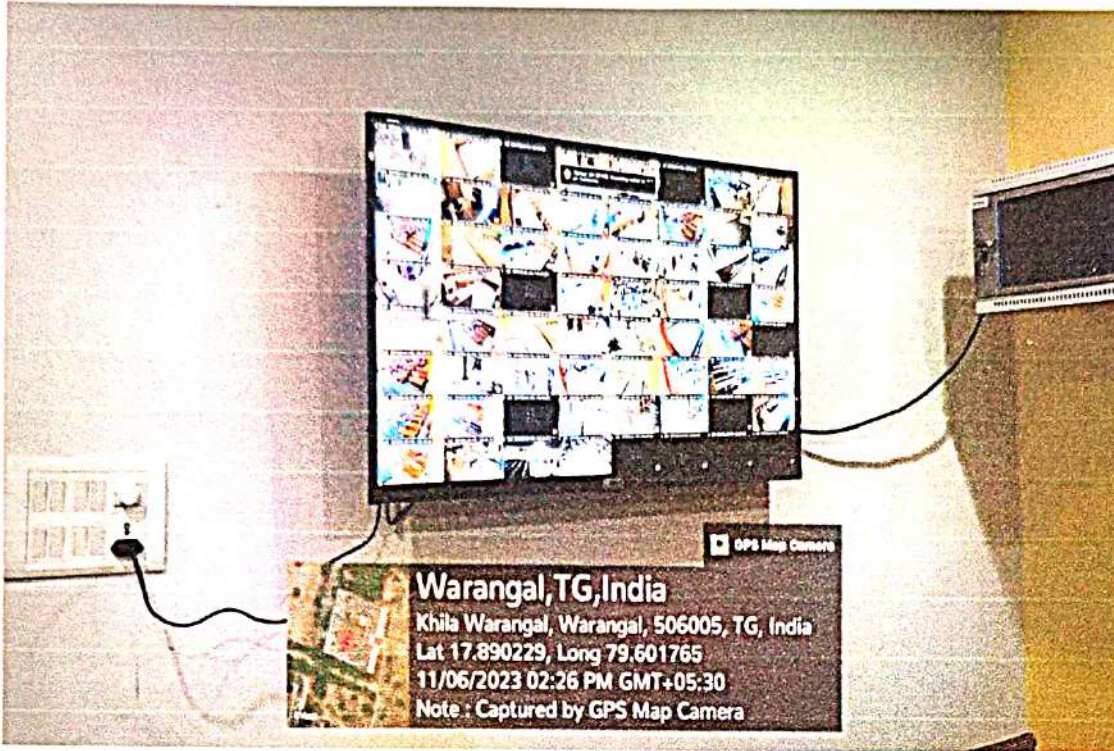 GPS Map Camera
Warangal,TG,India
Khila Warangal, Warangal, 506005, TG, India
Lat 17.890229, Long 79.601765
11/06/2023 02:26 PM GMT+05:30
Note : Captured by GPS Map Camera